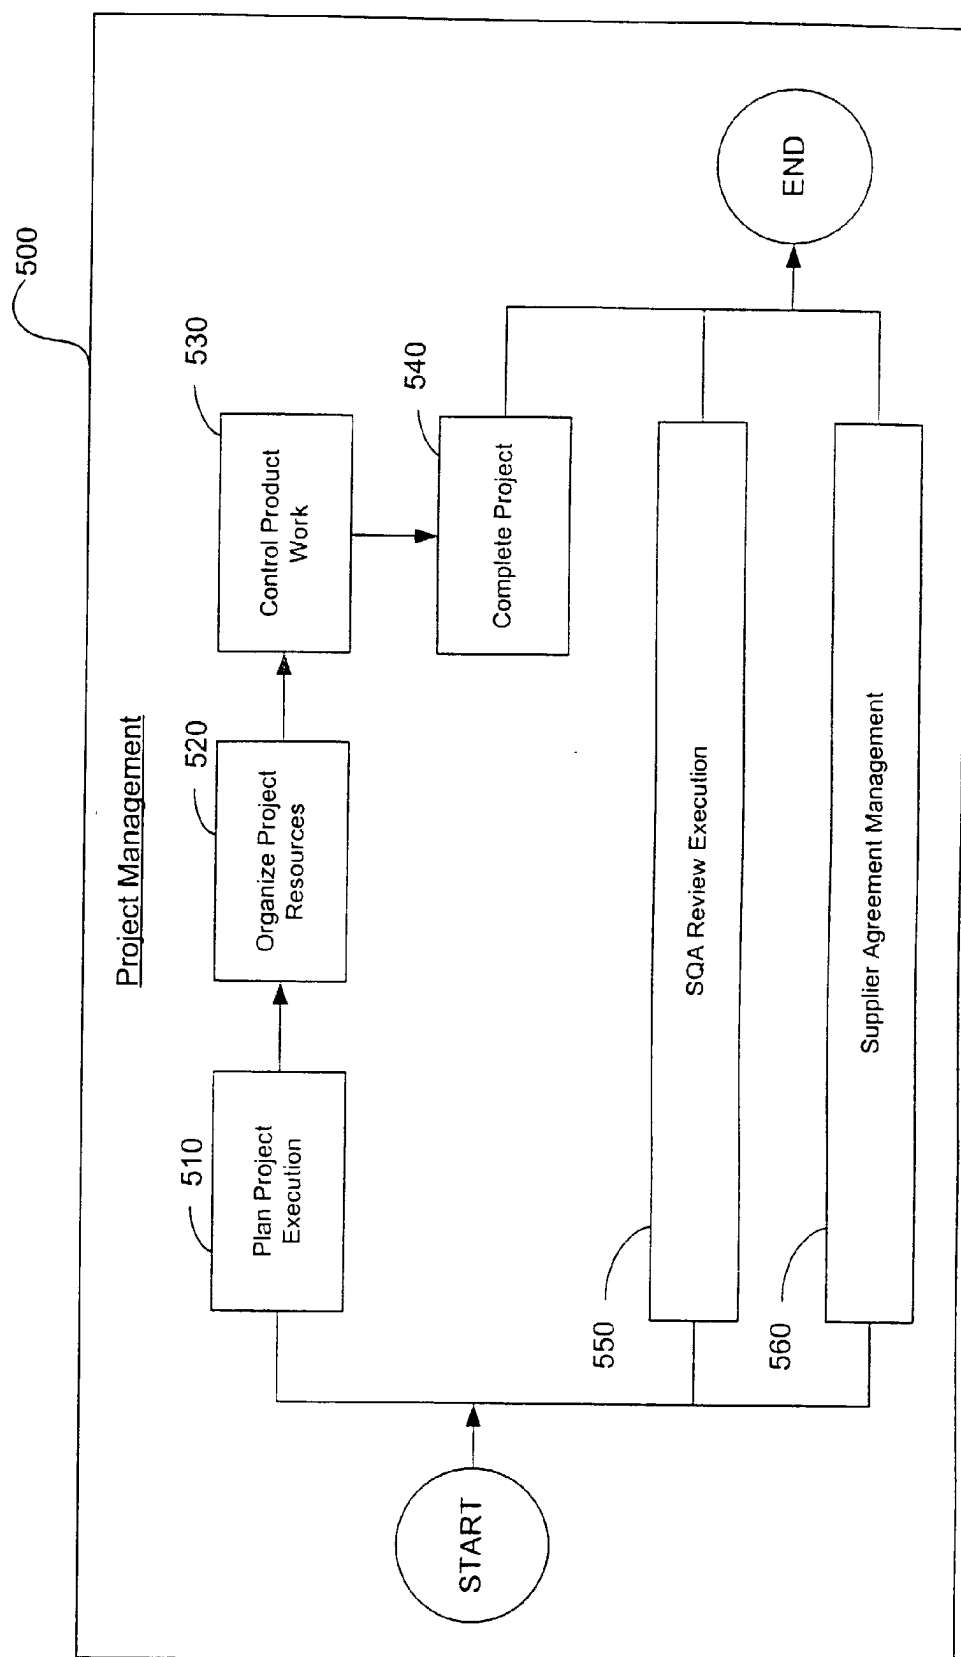 500
Project Management
510
Plan Project
Execution
520
Organize Project
Resources
530
Control Product
Work
540
Complete Project
START
END
550
SQA Review Execution
560
Supplier Agreement Management